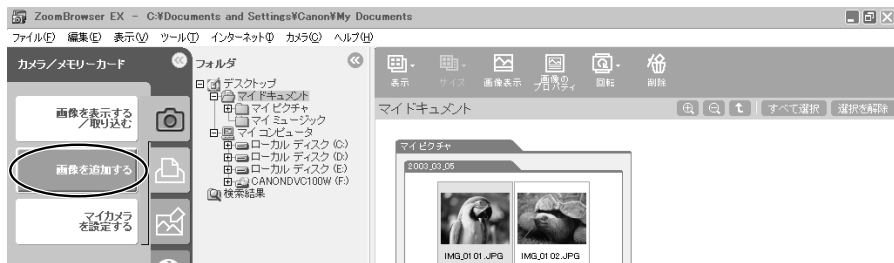 ZoomBrowser EX - C:¥Documents and Settings¥Canon¥My Documents
ファイル(F) 編集(E) 表示(V) ツール(T) インターネット(I) カメラ(C) ヘルプ(H)
カメラ／メモリーカード
画像を表示する
／取り込む
画像を追加する
マイカメラ
を設定する
フォルダ
デスクトップ
マイドキュメント
マイピクチャ
マイミュージック
マイコンピュータ
ローカル ディスク (C:)
ローカル ディスク (D:)
ローカル ディスク (E:)
CANONDVC100W (F:)
検索結果
表示 サイズ 画像表示 画像のプロパティ 回転 削除
マイドキュメント すべて選択 選択を解除
マイピクチャ
2003_03_05
IMG_0101.JPG IMG_0102.JPG